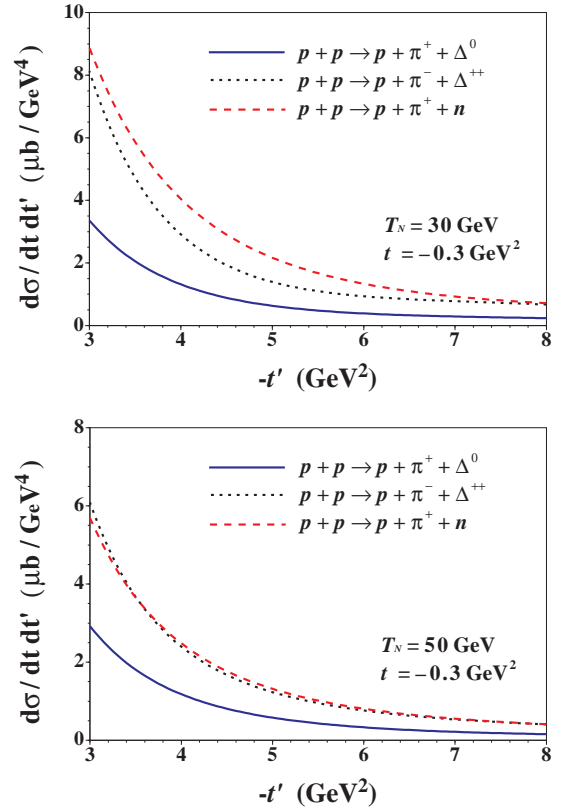 10
8
6
4
2
0
dσ/dt dt' (μb/GeV⁴)
p + p → p + π⁺ + Δ⁰
p + p → p + π⁻ + Δ⁺⁺
p + p → p + π⁺ + n
T_N = 30 GeV
t = −0.3 GeV²
3 4 5 6 7 8
-t' (GeV²)
8
6
4
2
0
dσ/dt dt' (μb/GeV⁴)
p + p → p + π⁺ + Δ⁰
p + p → p + π⁻ + Δ⁺⁺
p + p → p + π⁺ + n
T_N = 50 GeV
t = −0.3 GeV²
3 4 5 6 7 8
-t' (GeV²)